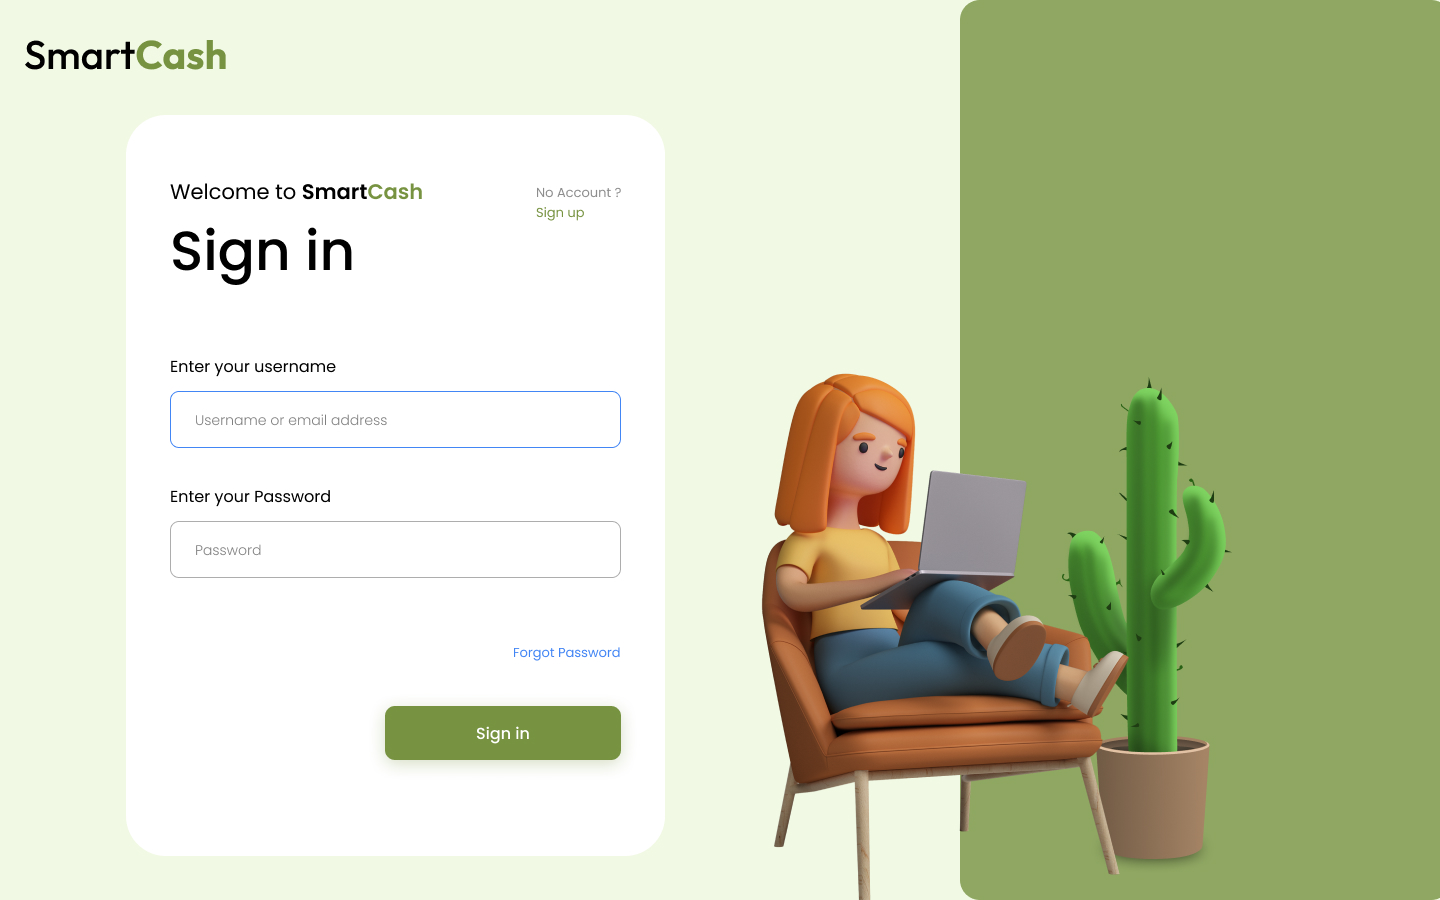 SmartCash
Welcome to SmartCash
No Account ?
Sign up
Sign in
Enter your username
Username or email address
Enter your Password
Password
Forgot Password
Sign in